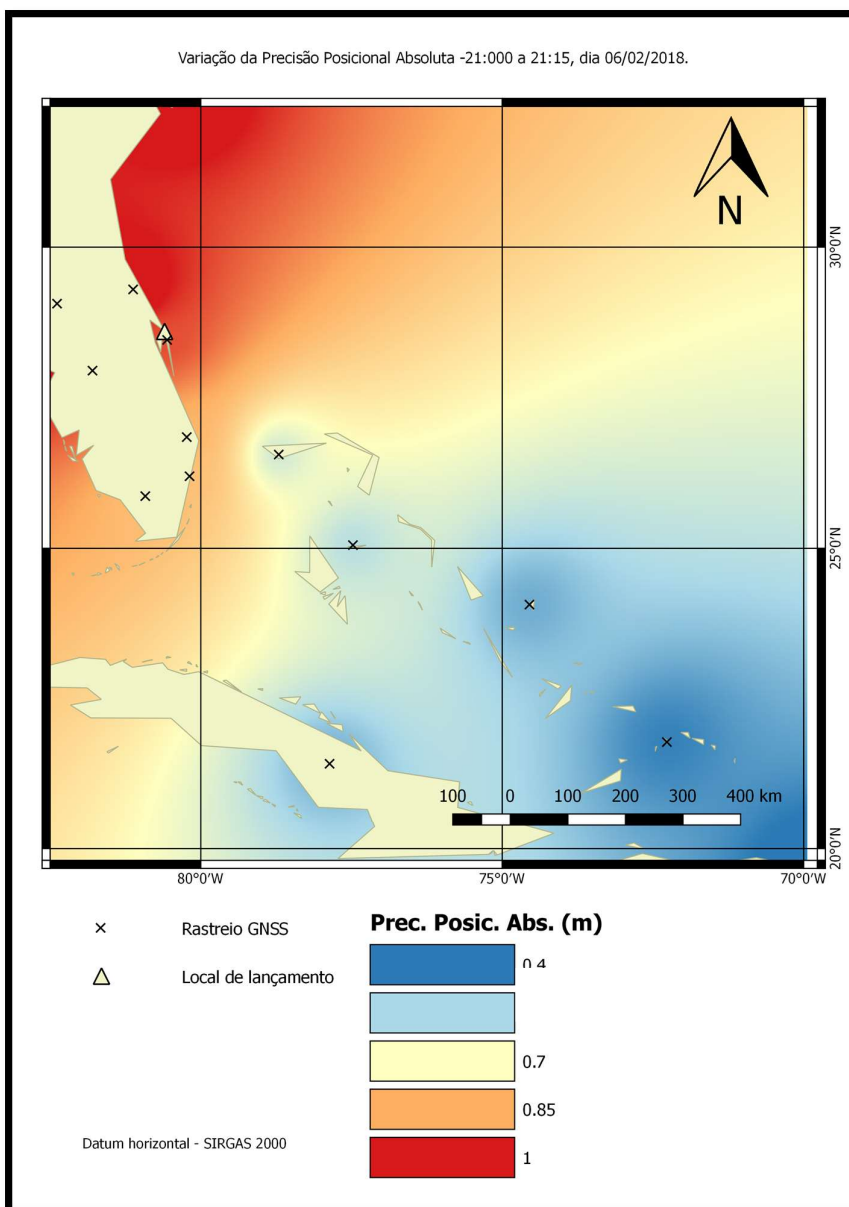 Variação da Precisão Posicional Absoluta -21:000 a 21:15, dia 06/02/2018.
N
30°0'N
25°0'N
100 0 100 200 300 400 km
20°0'N
80°0'W 75°0'W 70°0'W
Rastreio GNSS
Local de lançamento
Prec. Posic. Abs. (m)
0.4
0.7
0.85
1
Datum horizontal - SIRGAS 2000